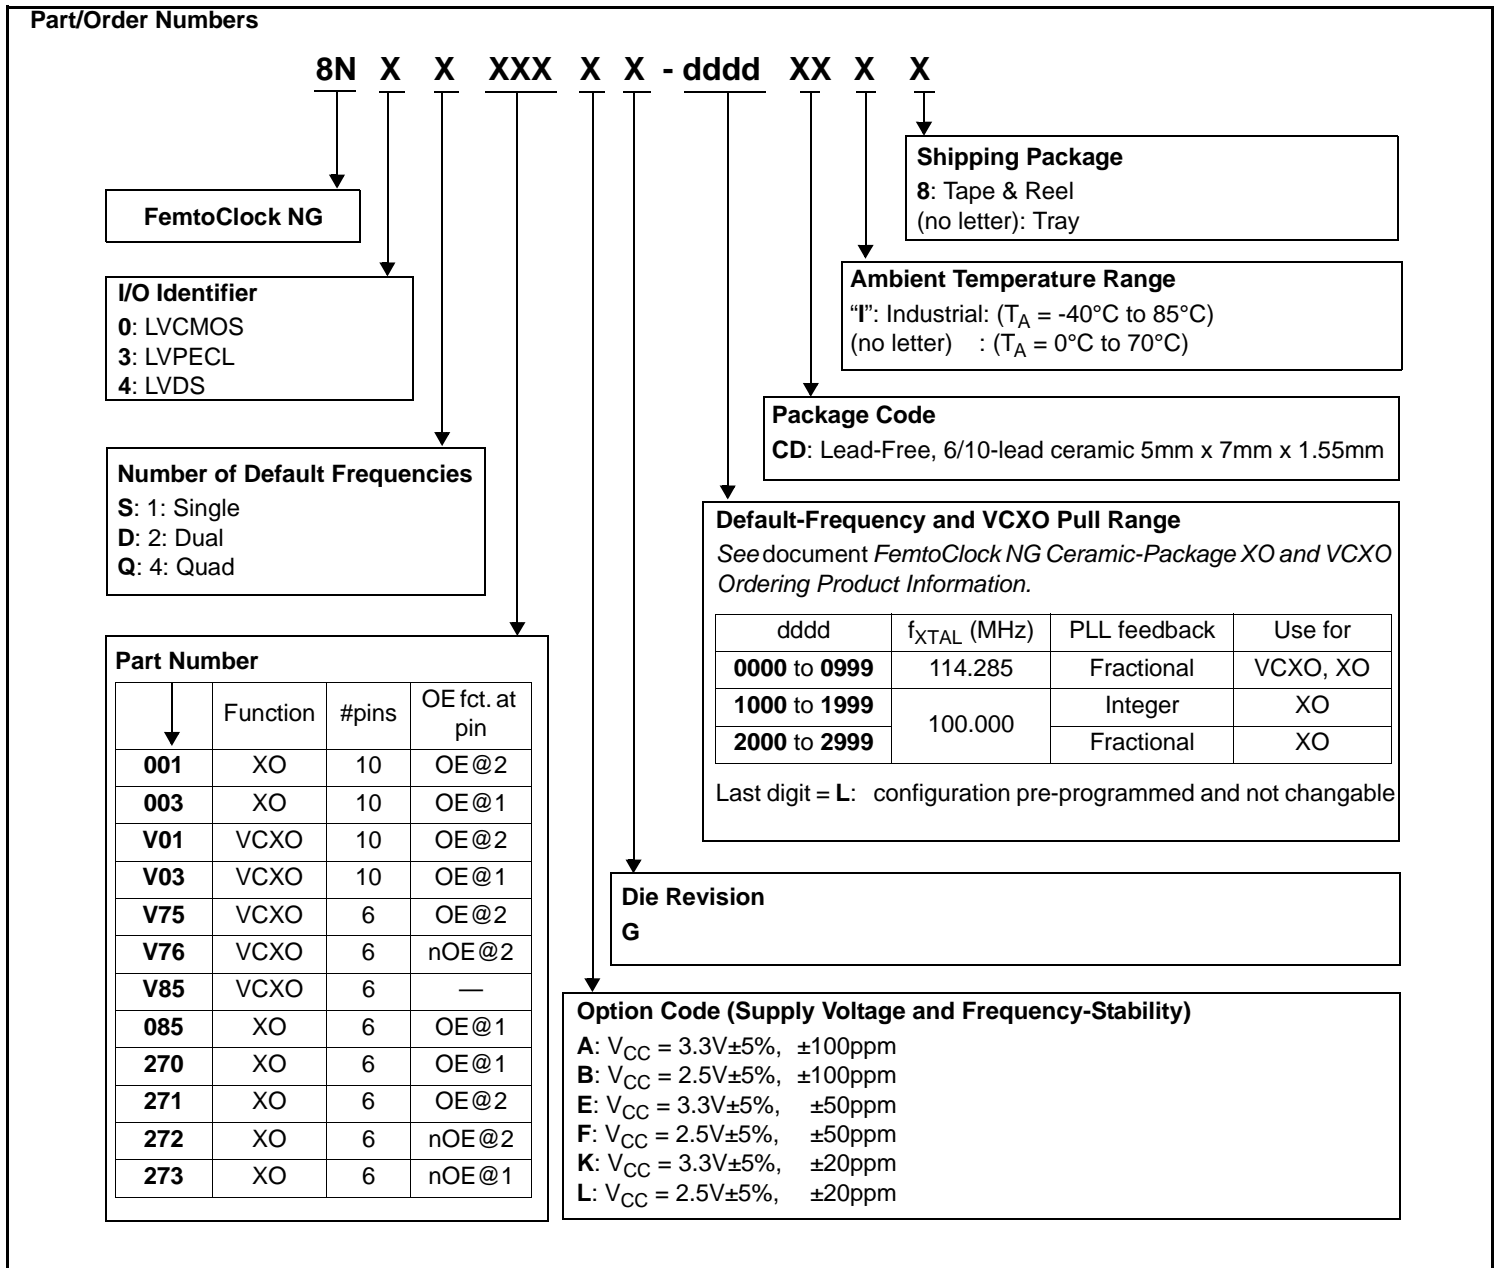 Part/Order Numbers
8N X X XXX X X - dddd XX X X
Shipping Package
8: Tape & Reel
(no letter): Tray
FemtoClock NG
Ambient Temperature Range
“I”: Industrial: (TA = -40°C to 85°C)
(no letter) : (TA = 0°C to 70°C)
I/O Identifier
0: LVCMOS
3: LVPECL
4: LVDS
Package Code
CD: Lead-Free, 6/10-lead ceramic 5mm x 7mm x 1.55mm
Number of Default Frequencies
S: 1: Single
D: 2: Dual
Q: 4: Quad
Default-Frequency and VCXO Pull Range
See document FemtoClock NG Ceramic-Package XO and VCXO
Ordering Product Information.
dddd fXTAL (MHz) PLL feedback Use for
0000 to 0999 114.285 Fractional VCXO, XO
1000 to 1999 100.000 Integer XO
2000 to 2999 Fractional XO
Last digit = L: configuration pre-programmed and not changable
Part Number
Function #pins OE fct. at
pin
001 XO 10 OE@2
003 XO 10 OE@1
V01 VCXO 10 OE@2
V03 VCXO 10 OE@1
V75 VCXO 6 OE@2
V76 VCXO 6 nOE@2
V85 VCXO 6 —
085 XO 6 OE@1
270 XO 6 OE@1
271 XO 6 OE@2
272 XO 6 nOE@2
273 XO 6 nOE@1
Die Revision
G
Option Code (Supply Voltage and Frequency-Stability)
A: VCC = 3.3V±5%, ±100ppm
B: VCC = 2.5V±5%, ±100ppm
E: VCC = 3.3V±5%, ±50ppm
F: VCC = 2.5V±5%, ±50ppm
K: VCC = 3.3V±5%, ±20ppm
L: VCC = 2.5V±5%, ±20ppm